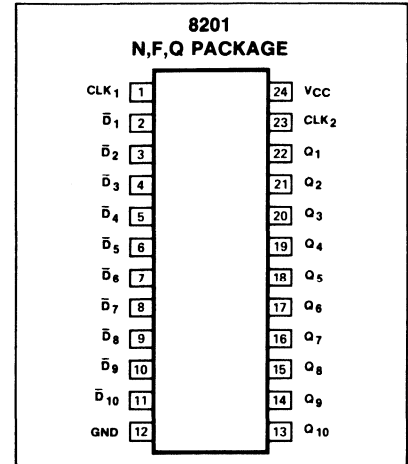 8201
N,F,Q PACKAGE
CLK1 1 24 VCC
D̅1 2 23 CLK2
D̅2 3 22 Q1
D̅3 4 21 Q2
D̅4 5 20 Q3
D̅5 6 19 Q4
D̅6 7 18 Q5
D̅7 8 17 Q6
D̅8 9 16 Q7
D̅9 10 15 Q8
D̅10 11 14 Q9
GND 12 13 Q10